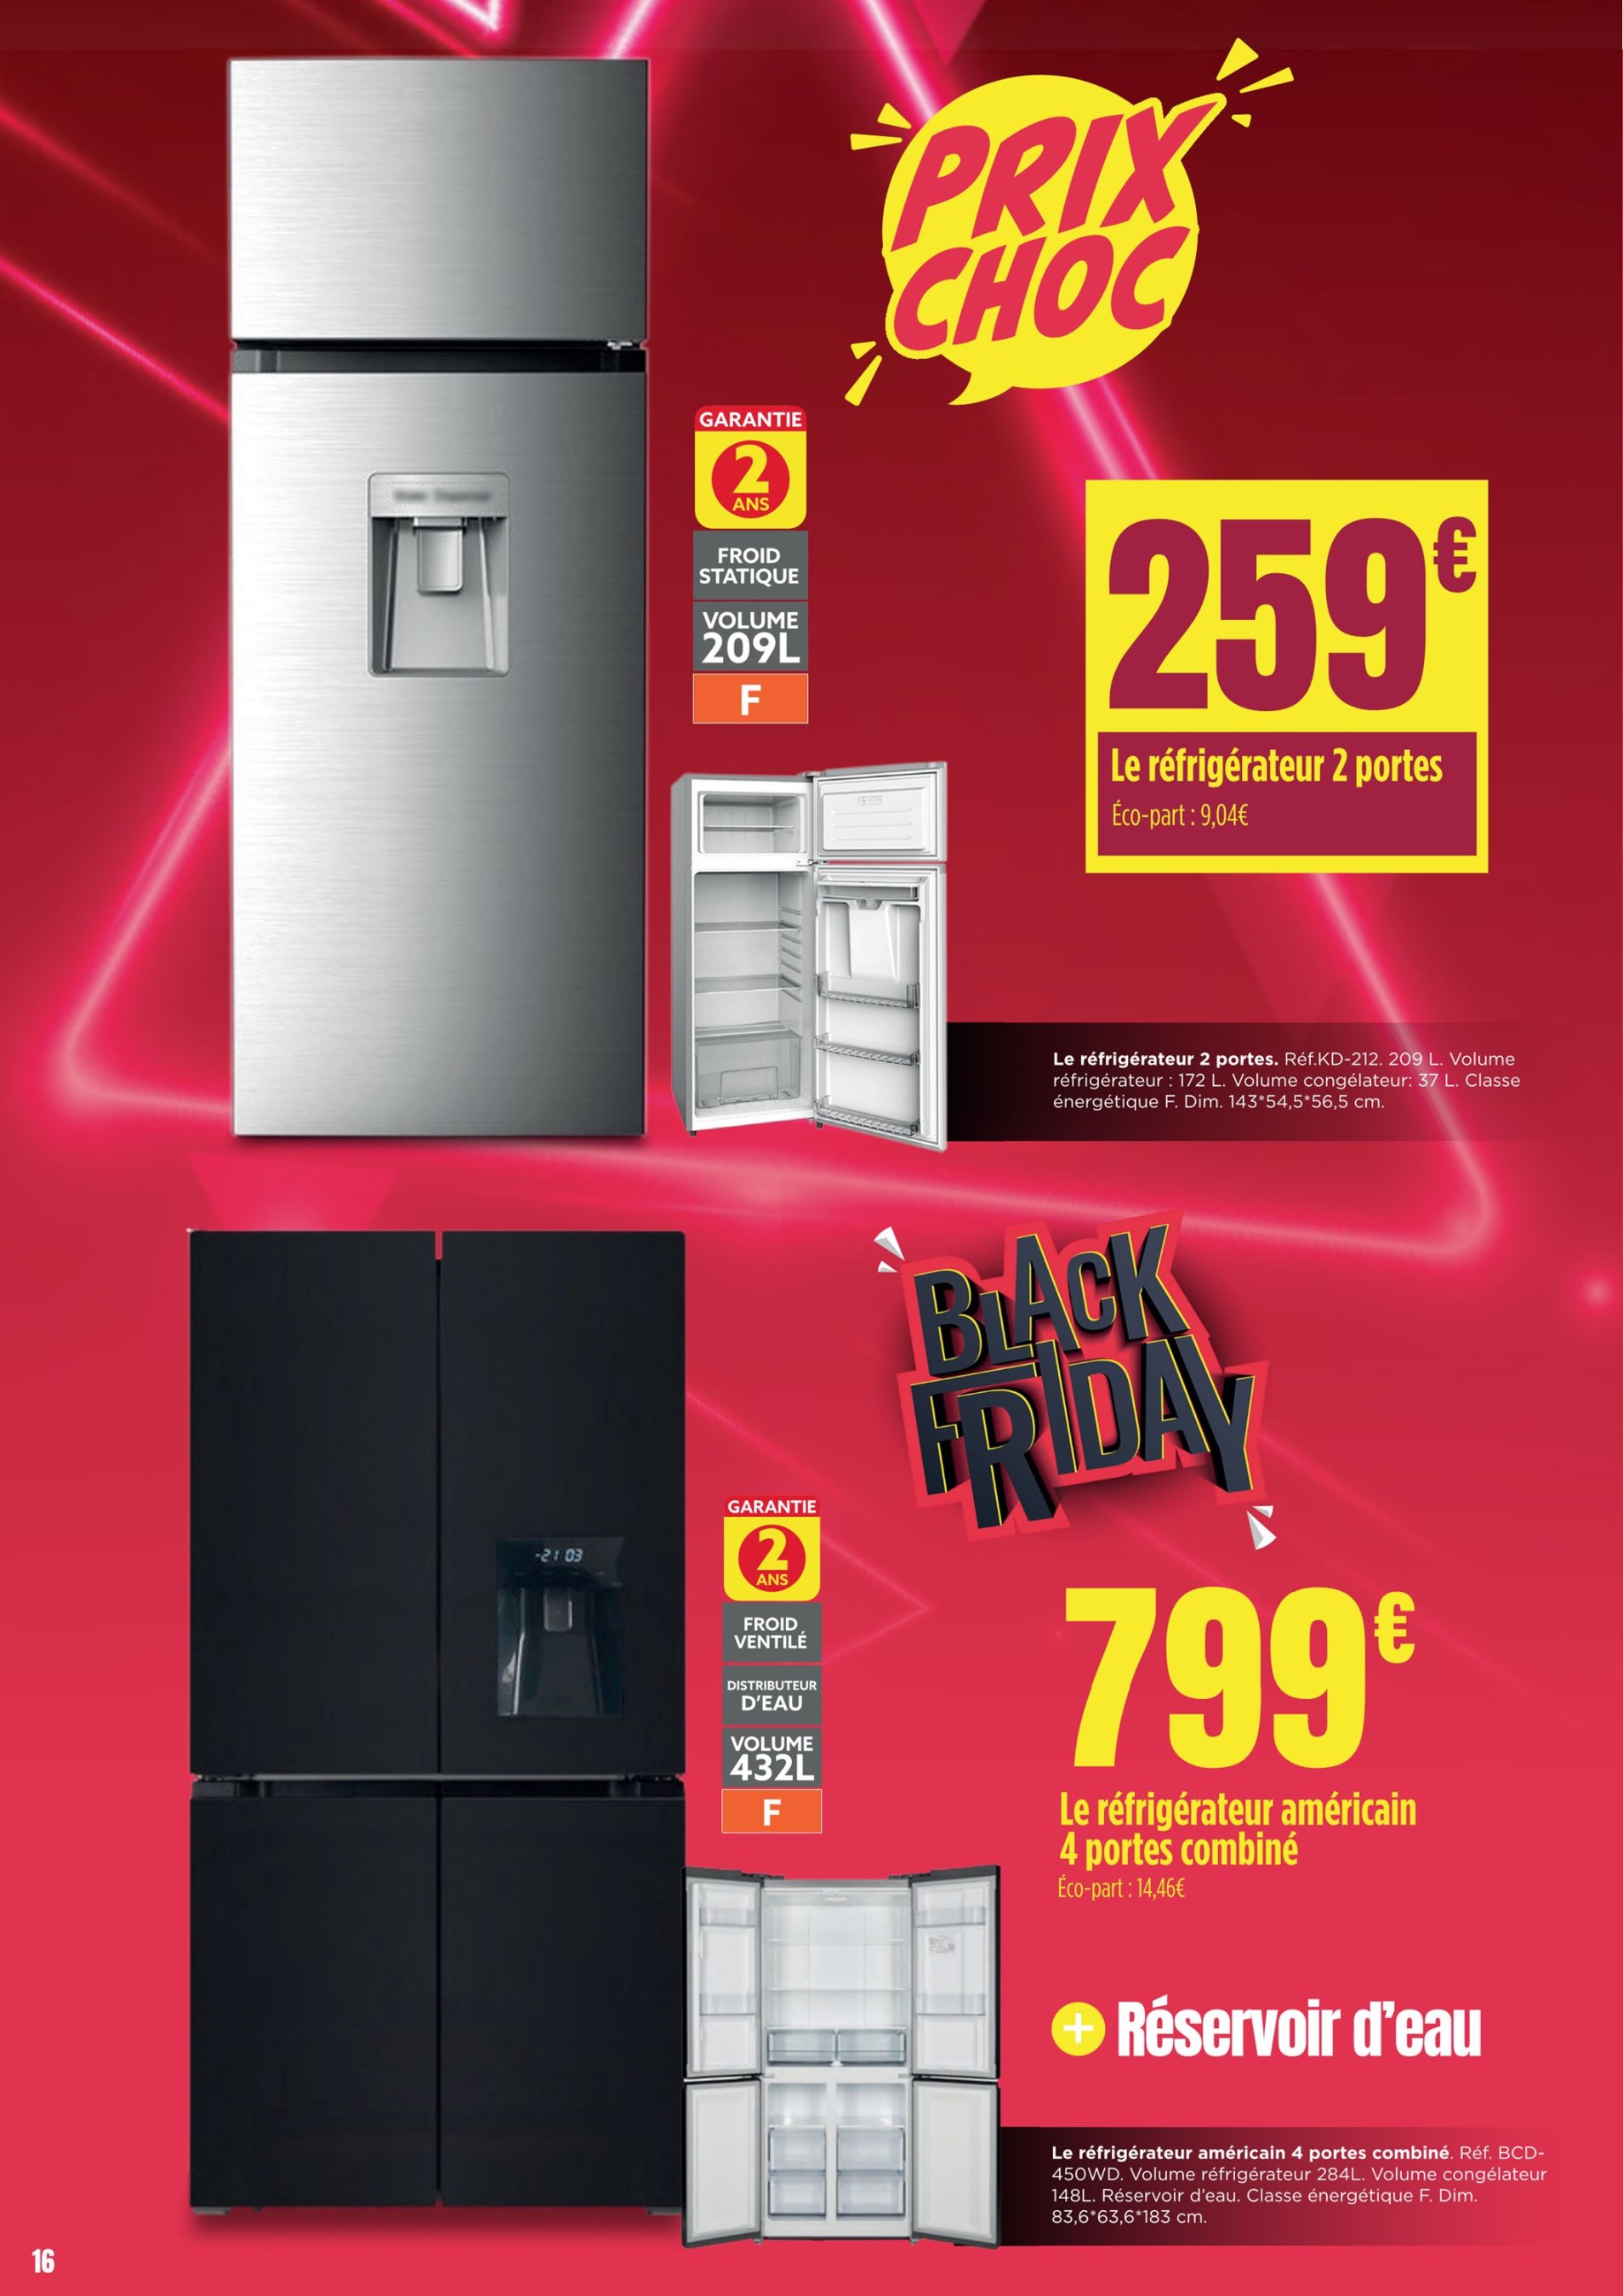 PRIX
CHOC
GARANTIE
2
ANS
FROID
STATIQUE
VOLUME
209L
F
259€
Le réfrigérateur 2 portes
Éco-part : 9,04€
Le réfrigérateur 2 portes. Réf.KD-212. 209 L. Volume
réfrigérateur : 172 L. Volume congélateur: 37 L. Classe
énergétique F. Dim. 143*54,5*56,5 cm.
BLACK
FRIDAY
-21 03
GARANTIE
2
ANS
FROID
VENTILÉ
DISTRIBUTEUR
D'EAU
VOLUME
432L
F
799€
Le réfrigérateur américain
4 portes combiné
Éco-part : 14,46€
+ Réservoir d'eau
Le réfrigérateur américain 4 portes combiné. Réf. BCD-
450WD. Volume réfrigérateur 284L. Volume congélateur
148L. Réservoir d'eau. Classe énergétique F. Dim.
83,6*63,6*183 cm.
16